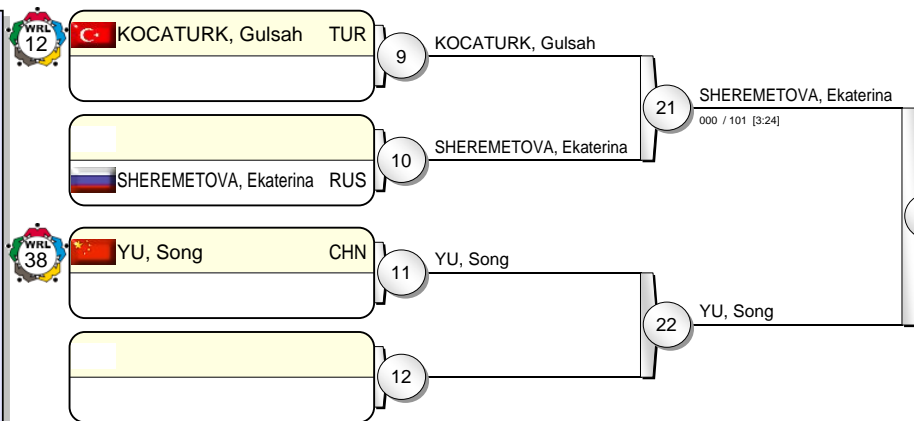 WRL
12
KOCATURK, Gulsah TUR
9
KOCATURK, Gulsah
21
SHEREMETOVA, Ekaterina
000 / 101 [3:24]
10
SHEREMETOVA, Ekaterina
SHEREMETOVA, Ekaterina RUS
WRL
38
YU, Song CHN
11
YU, Song
22
YU, Song
12